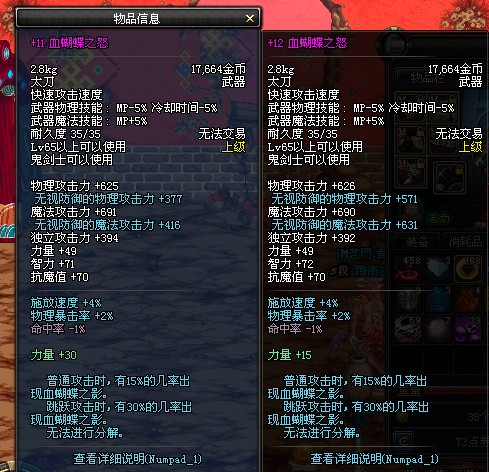 物品信息
+11 血蝴蝶之怒
2.8kg 17,664金币
太刀 武器
快速攻击速度
武器物理技能: MP-5% 冷却时间-5%
武器魔法技能: MP+5%
耐久度 35/35 无法交易
Lv65以上可以使用 上级
鬼剑士可以使用
物理攻击力 +625
无视防御的物理攻击力 +377
魔法攻击力 +691
无视防御的魔法攻击力 +416
独立攻击力 +394
力量 +49
智力 +71
抗魔值 +70
施放速度 +4%
物理暴击率 +2%
命中率 -1%
力量 +30
普通攻击时, 有15%的几率出
现血蝴蝶之影。
跳跃攻击时, 有30%的几率出
现血蝴蝶之影。
无法进行分解。
查看详细说明(Numpad_1)
+12 血蝴蝶之怒
2.8kg 17,664金币
太刀 武器
快速攻击速度
武器物理技能: MP-5% 冷却时间-5%
武器魔法技能: MP+5%
耐久度 35/35 无法交易
Lv65以上可以使用 上级
鬼剑士可以使用
物理攻击力 +626
无视防御的物理攻击力 +571
魔法攻击力 +690
无视防御的魔法攻击力 +631
独立攻击力 +392
力量 +49
智力 +72
抗魔值 +70
施放速度 +4%
物理暴击率 +2%
命中率 -1%
力量 +15
普通攻击时, 有15%的几率出
现血蝴蝶之影。
跳跃攻击时, 有30%的几率出
现血蝴蝶之影。
无法进行分解。
查看详细说明(Numpad_1)
装备 消耗品